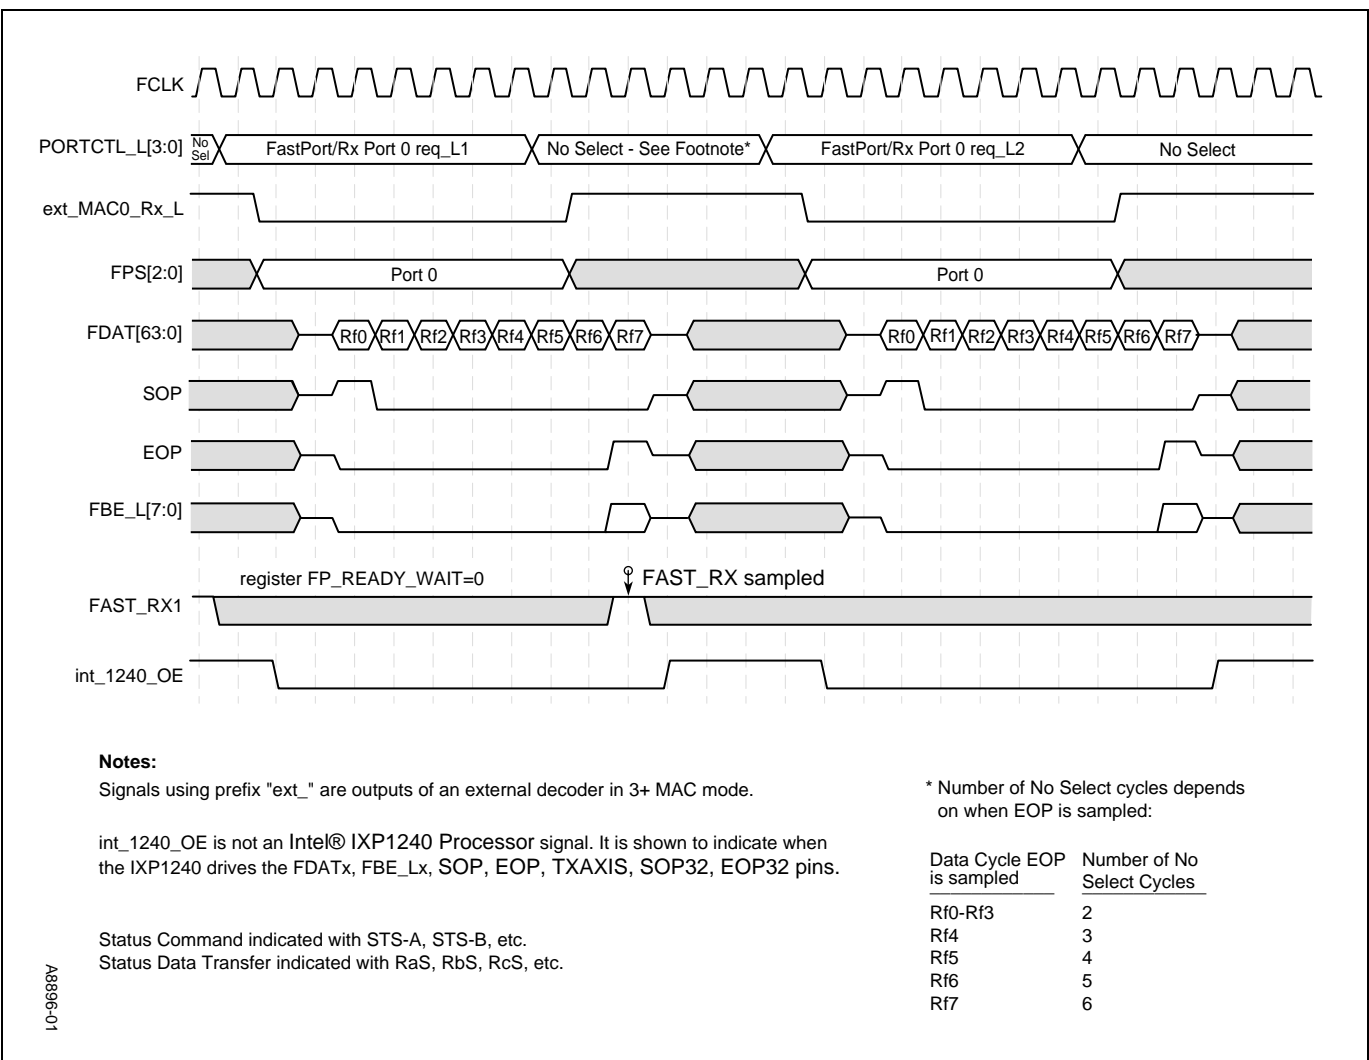 FCLK
PORTCTL_L[3:0] No Sel FastPort/Rx Port 0 req_L1 No Select - See Footnote* FastPort/Rx Port 0 req_L2 No Select
ext_MAC0_Rx_L
FPS[2:0] Port 0 Port 0
FDAT[63:0] Rf0 Rf1 Rf2 Rf3 Rf4 Rf5 Rf6 Rf7 Rf0 Rf1 Rf2 Rf3 Rf4 Rf5 Rf6 Rf7
SOP
EOP
FBE_L[7:0]
register FP_READY_WAIT=0 FAST_RX sampled
FAST_RX1
int_1240_OE
Notes:
Signals using prefix "ext_" are outputs of an external decoder in 3+ MAC mode.
int_1240_OE is not an Intel® IXP1240 Processor signal. It is shown to indicate when
the IXP1240 drives the FDATx, FBE_Lx, SOP, EOP, TXAXIS, SOP32, EOP32 pins.
Status Command indicated with STS-A, STS-B, etc.
Status Data Transfer indicated with RaS, RbS, RcS, etc.
* Number of No Select cycles depends
on when EOP is sampled:
Data Cycle EOP Number of No
is sampled Select Cycles
Rf0-Rf3 2
Rf4 3
Rf5 4
Rf6 5
Rf7 6
A8896-01